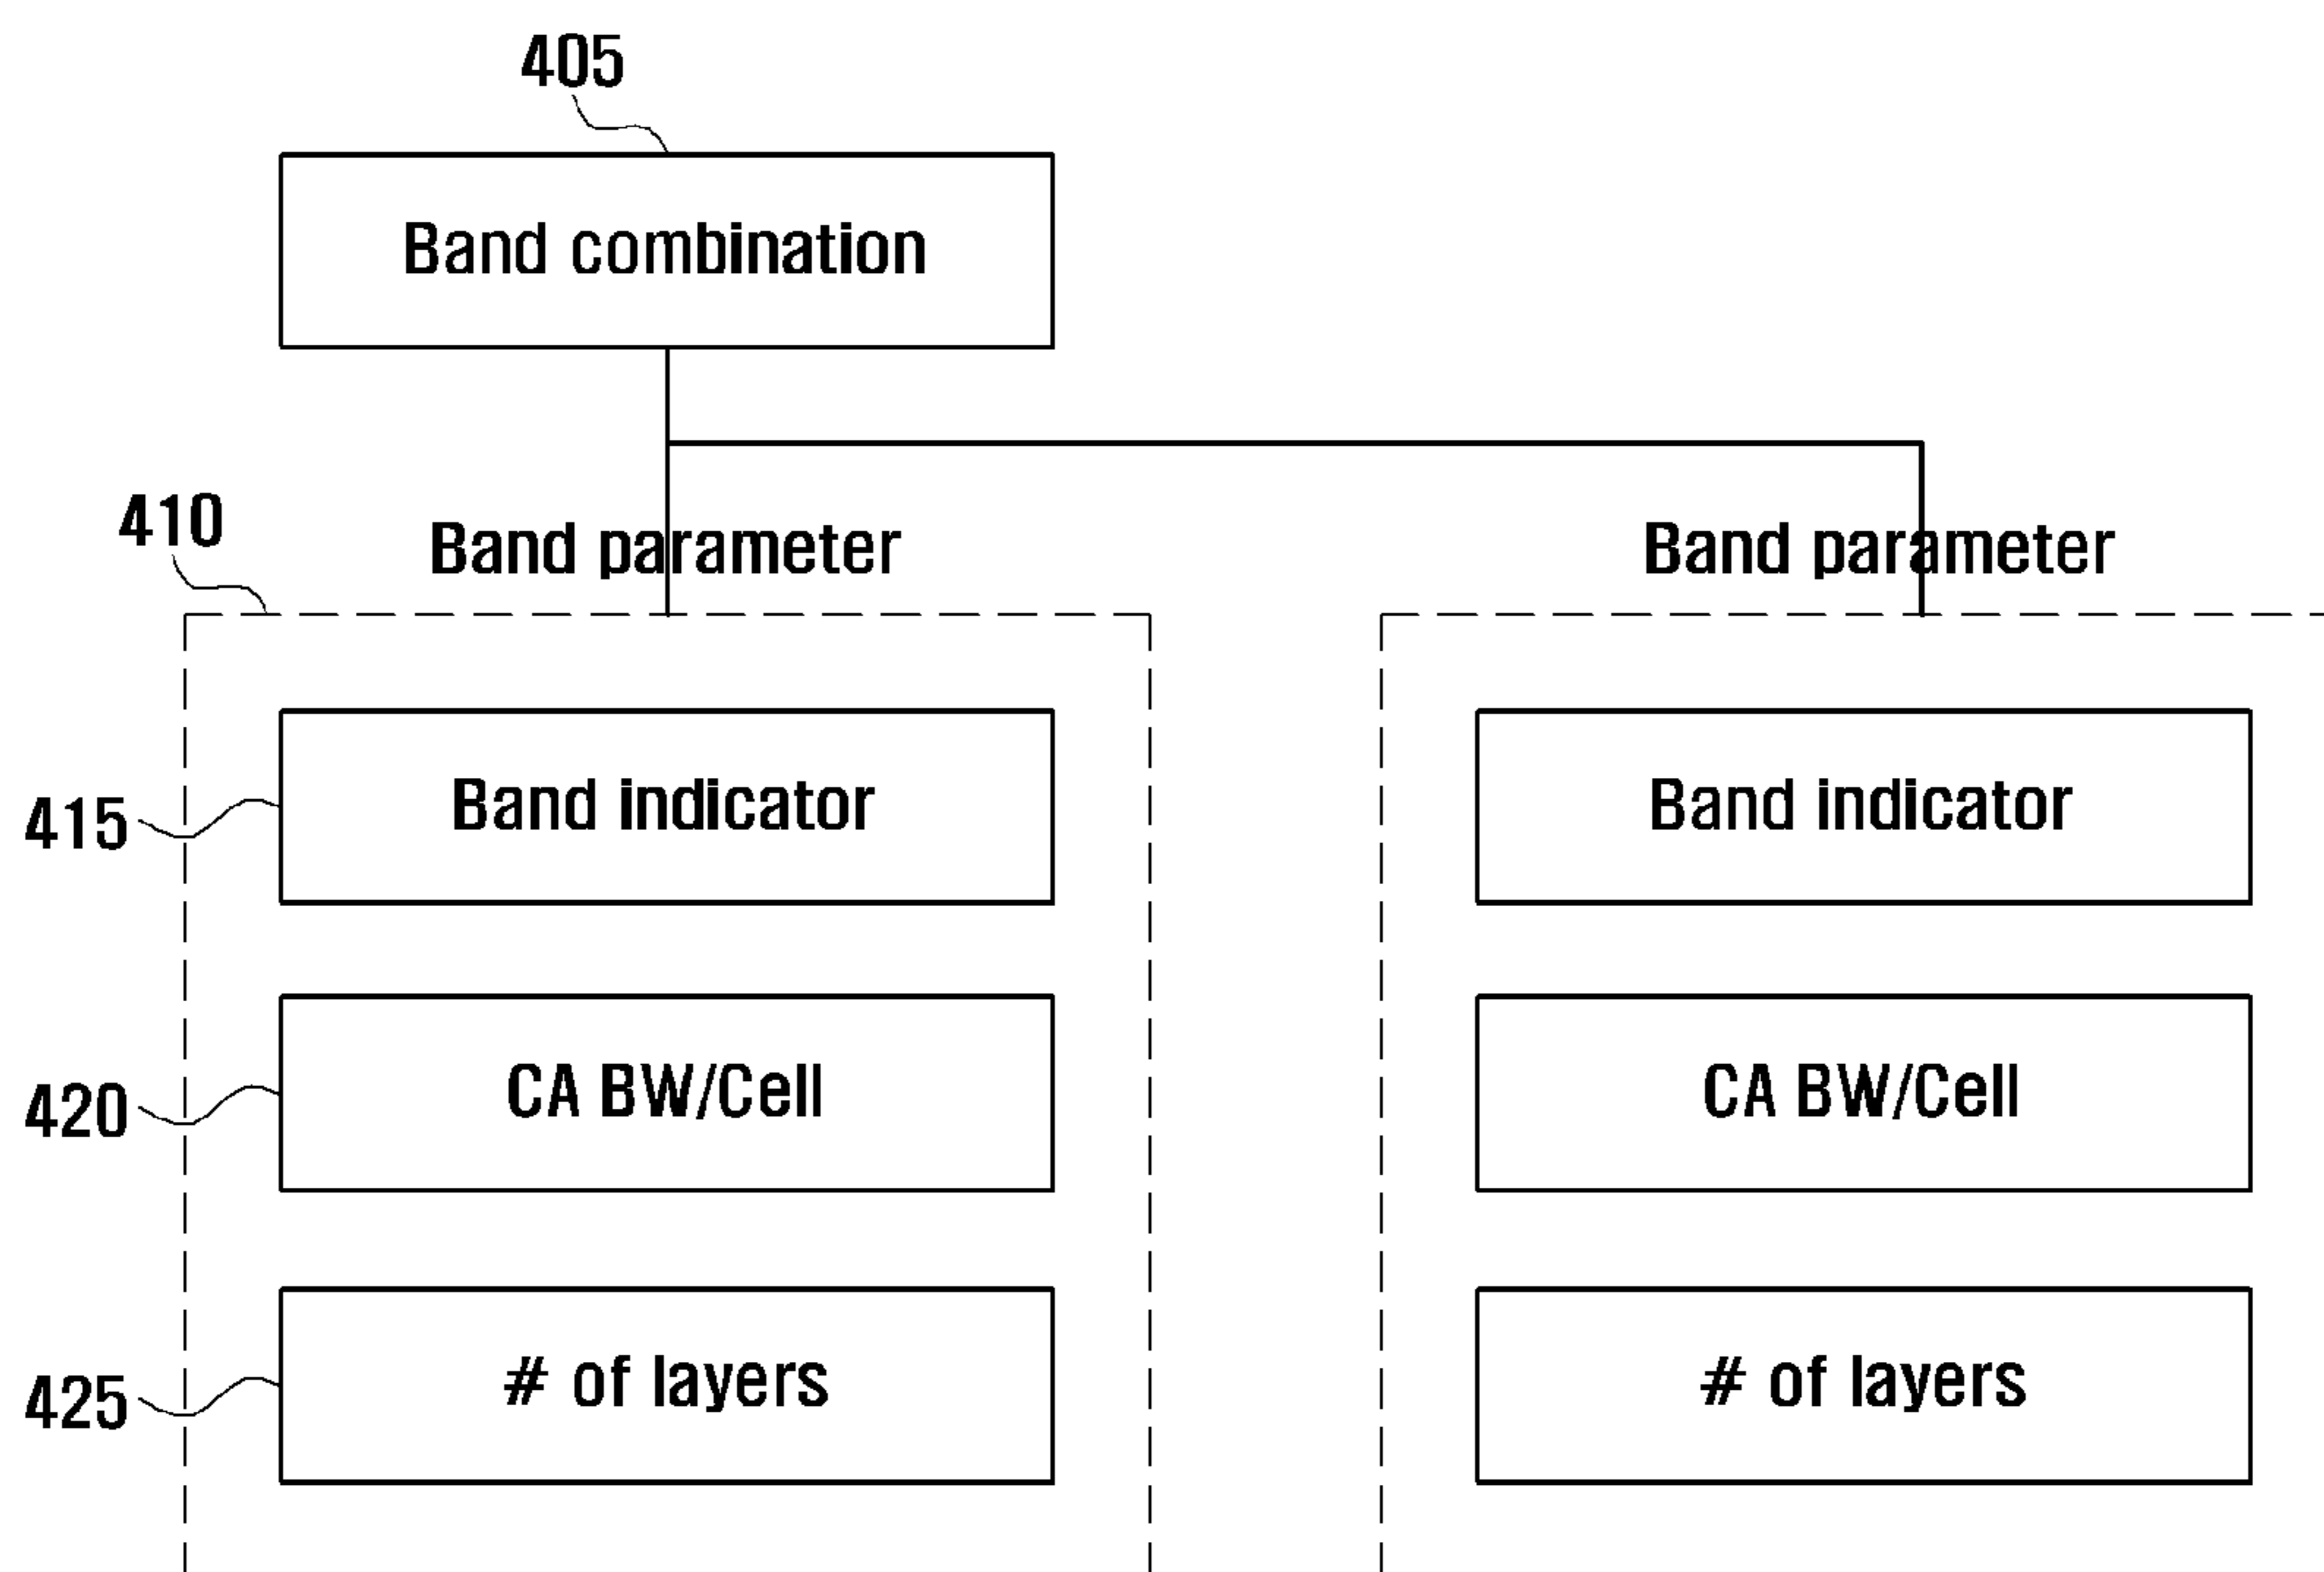 405
Band combination
410
Band parameter
Band parameter
415
Band indicator
Band indicator
420
CA BW/Cell
CA BW/Cell
425
# of layers
# of layers